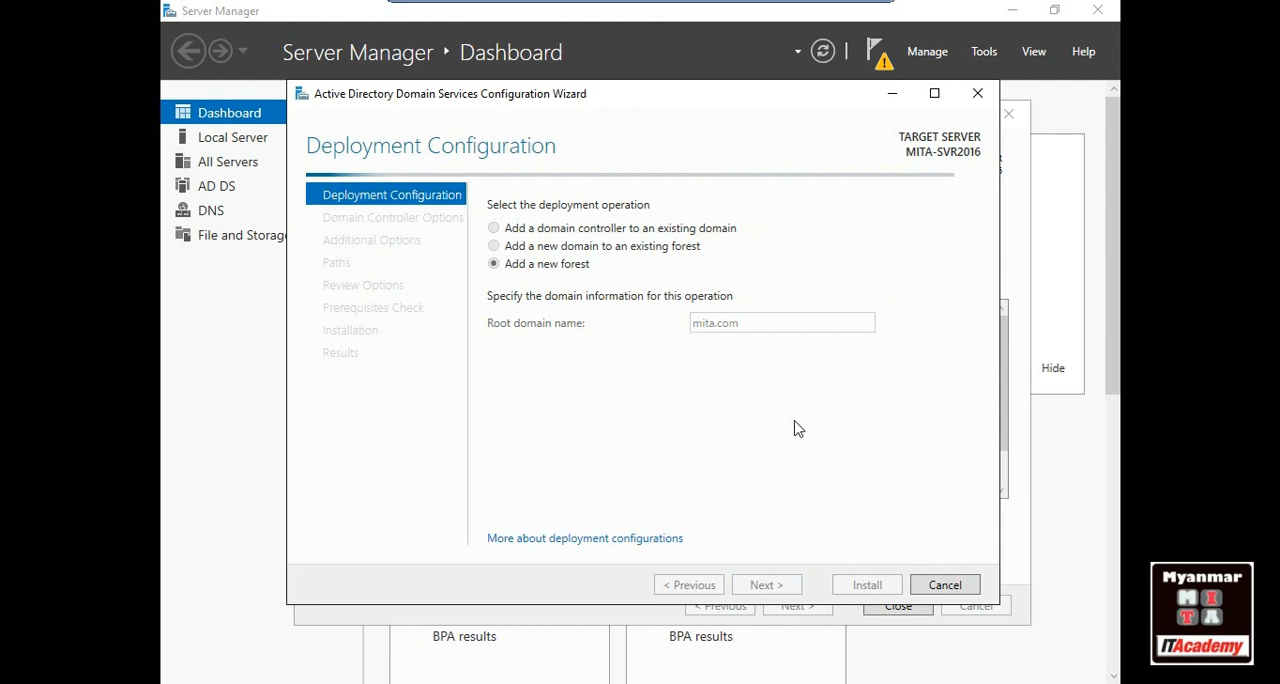 Server Manager
Server Manager ‣ Dashboard
Manage Tools View Help
Dashboard
Local Server
All Servers
AD DS
DNS
File and Storag
Active Directory Domain Services Configuration Wizard
Deployment Configuration
TARGET SERVER
MITA-SVR2016
Deployment Configuration
Domain Controller Options
Additional Options
Paths
Review Options
Prerequisites Check
Installation
Results
Select the deployment operation
Add a domain controller to an existing domain
Add a new domain to an existing forest
Add a new forest
Specify the domain information for this operation
Root domain name: mita.com
More about deployment configurations
< Previous Next > Install Cancel
Hide
< Previous Next > Close Cancel
BPA results BPA results
Myanmar
M I
T A
ITAcademy